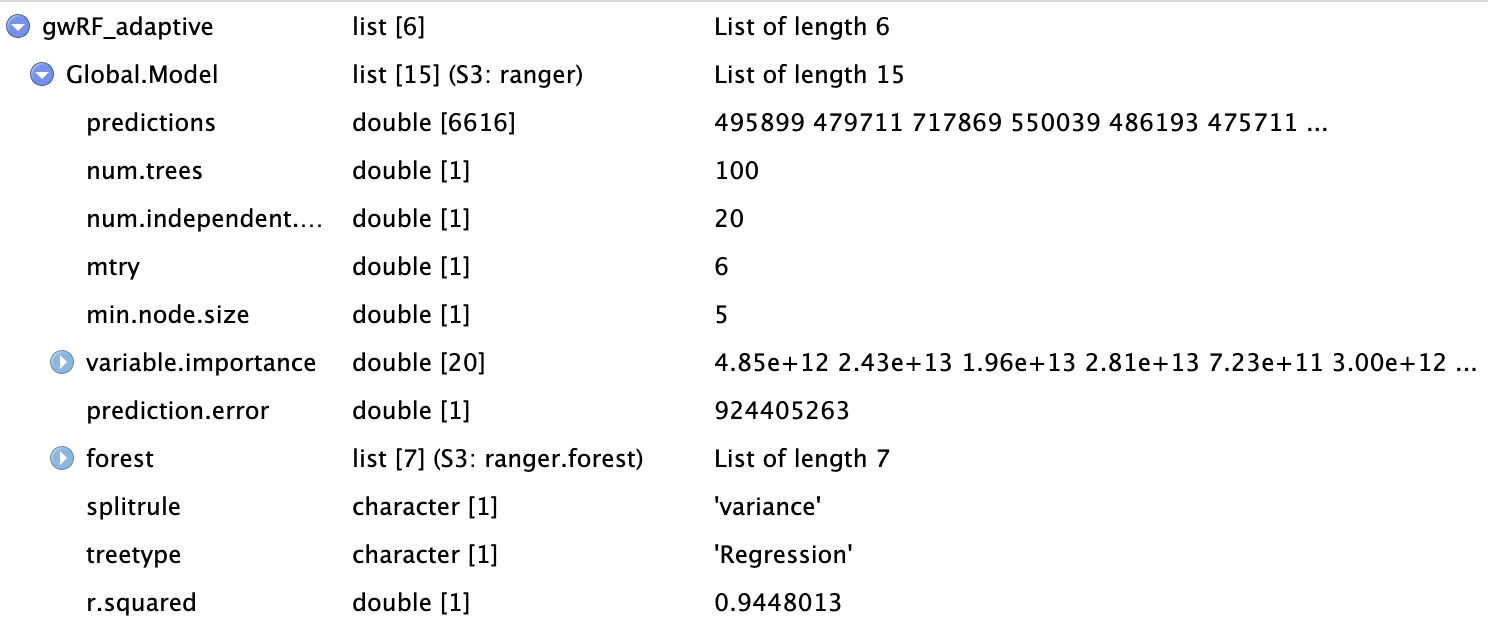 gwRF_adaptive list [6] List of length 6
Global.Model list [15] (S3: ranger) List of length 15
predictions double [6616] 495899 479711 717869 550039 486193 475711 ...
num.trees double [1] 100
num.independent.... double [1] 20
mtry double [1] 6
min.node.size double [1] 5
variable.importance double [20] 4.85e+12 2.43e+13 1.96e+13 2.81e+13 7.23e+11 3.00e+12 ...
prediction.error double [1] 924405263
forest list [7] (S3: ranger.forest) List of length 7
splitrule character [1] 'variance'
treetype character [1] 'Regression'
r.squared double [1] 0.9448013